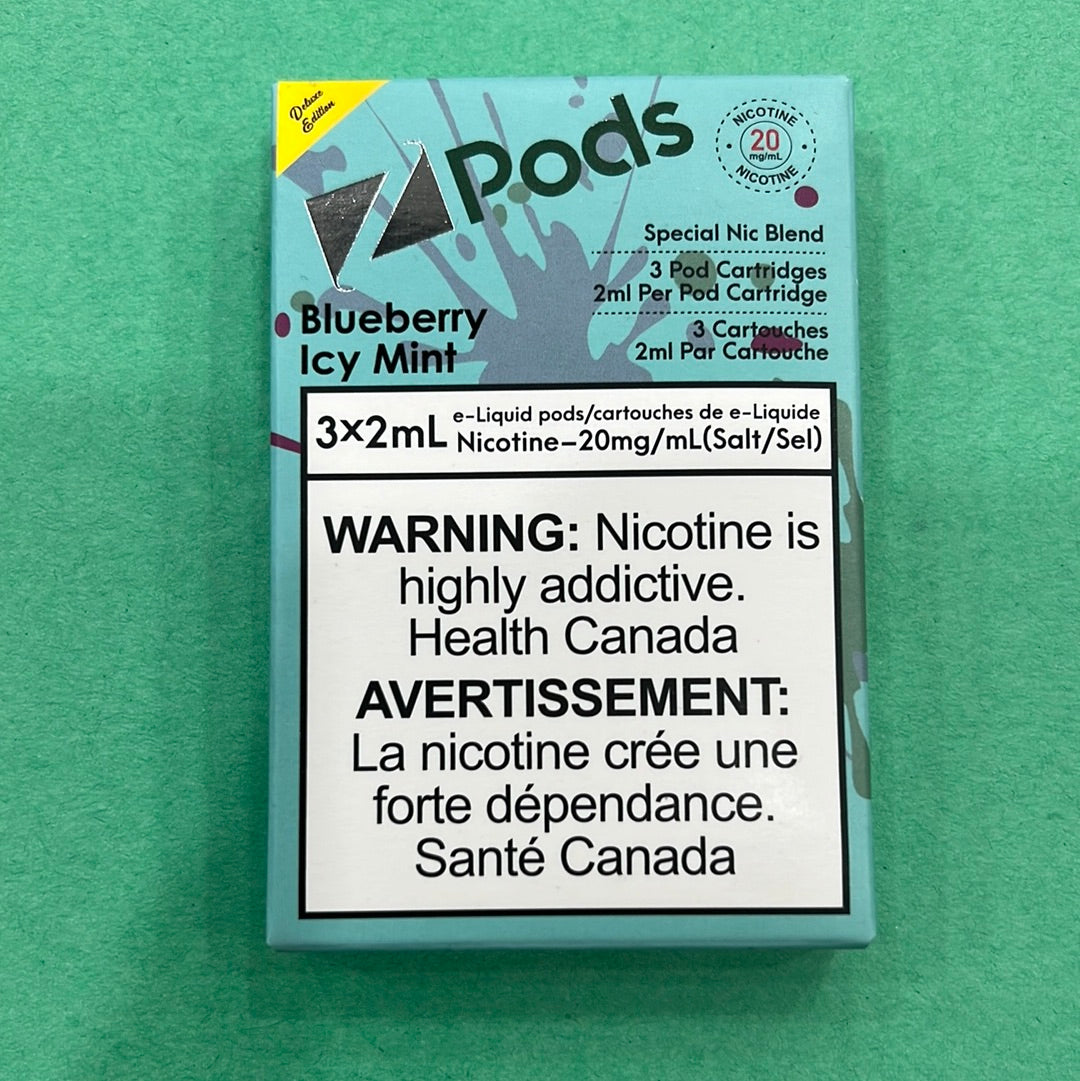 Deluxe
Edition
Z Pods
NICOTINE
20
mg/mL
NICOTINE
Special Nic Blend
3 Pod Cartridges
2ml Per Pod Cartridge
3 Cartouches
2ml Par Cartouche
Blueberry
Icy Mint
3×2mL
e-Liquid pods/cartouches de e-Liquide
Nicotine–20mg/mL(Salt/Sel)
WARNING: Nicotine is
highly addictive.
Health Canada
AVERTISSEMENT:
La nicotine crée une
forte dépendance.
Santé Canada